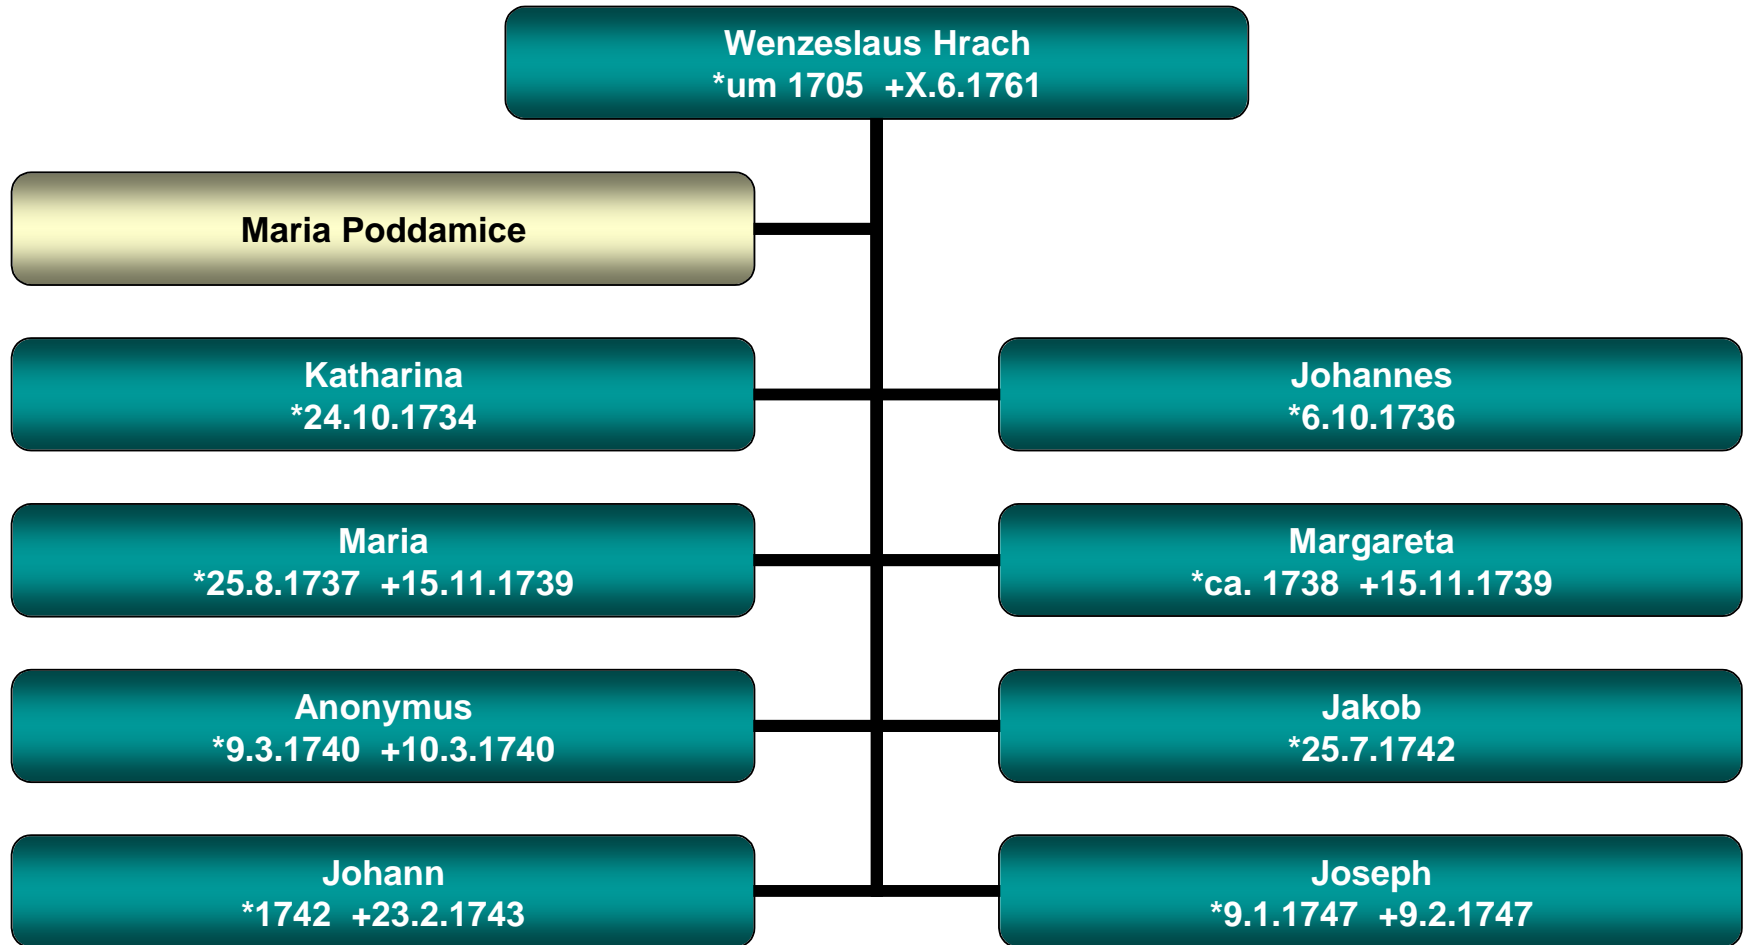 Wenzeslaus Hrach
*um 1705  +X.6.1761
Maria Poddamice
Katharina
*24.10.1734
Johannes
*6.10.1736
Maria
*25.8.1737  +15.11.1739
Margareta
*ca. 1738  +15.11.1739
Anonymus
*9.3.1740  +10.3.1740
Jakob
*25.7.1742
Johann
*1742  +23.2.1743
Joseph
*9.1.1747  +9.2.1747